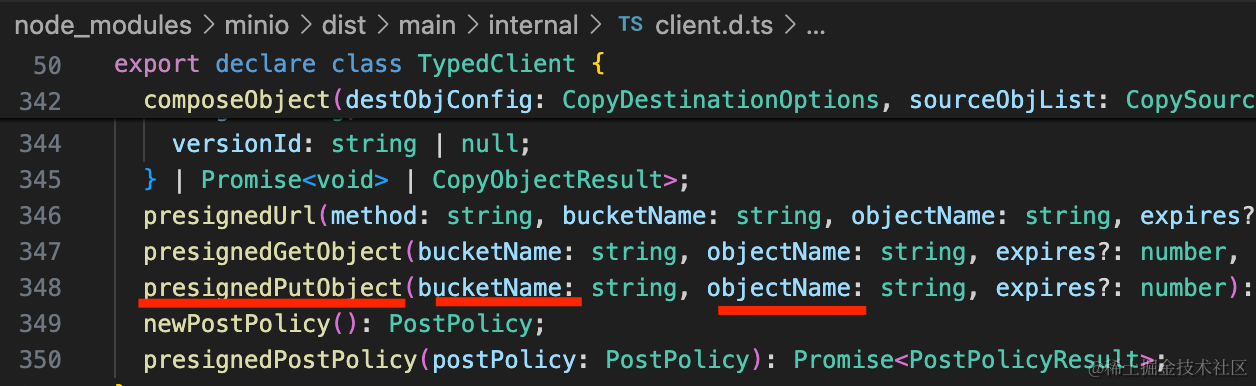 node_modules > minio > dist > main > internal > TS client.d.ts > ...
50 export declare class TypedClient {
342 composeObject(destObjConfig: CopyDestinationOptions, sourceObjList: CopySourc
344 versionId: string | null;
345 } | Promise<void> | CopyObjectResult>;
346 presignedUrl(method: string, bucketName: string, objectName: string, expires?
347 presignedGetObject(bucketName: string, objectName: string, expires?: number,
348 presignedPutObject(bucketName: string, objectName: string, expires?: number):
349 newPostPolicy(): PostPolicy;
350 presignedPostPolicy(postPolicy: PostPolicy): Promise<PostPolicyResult>;
@稀土掘金技术社区